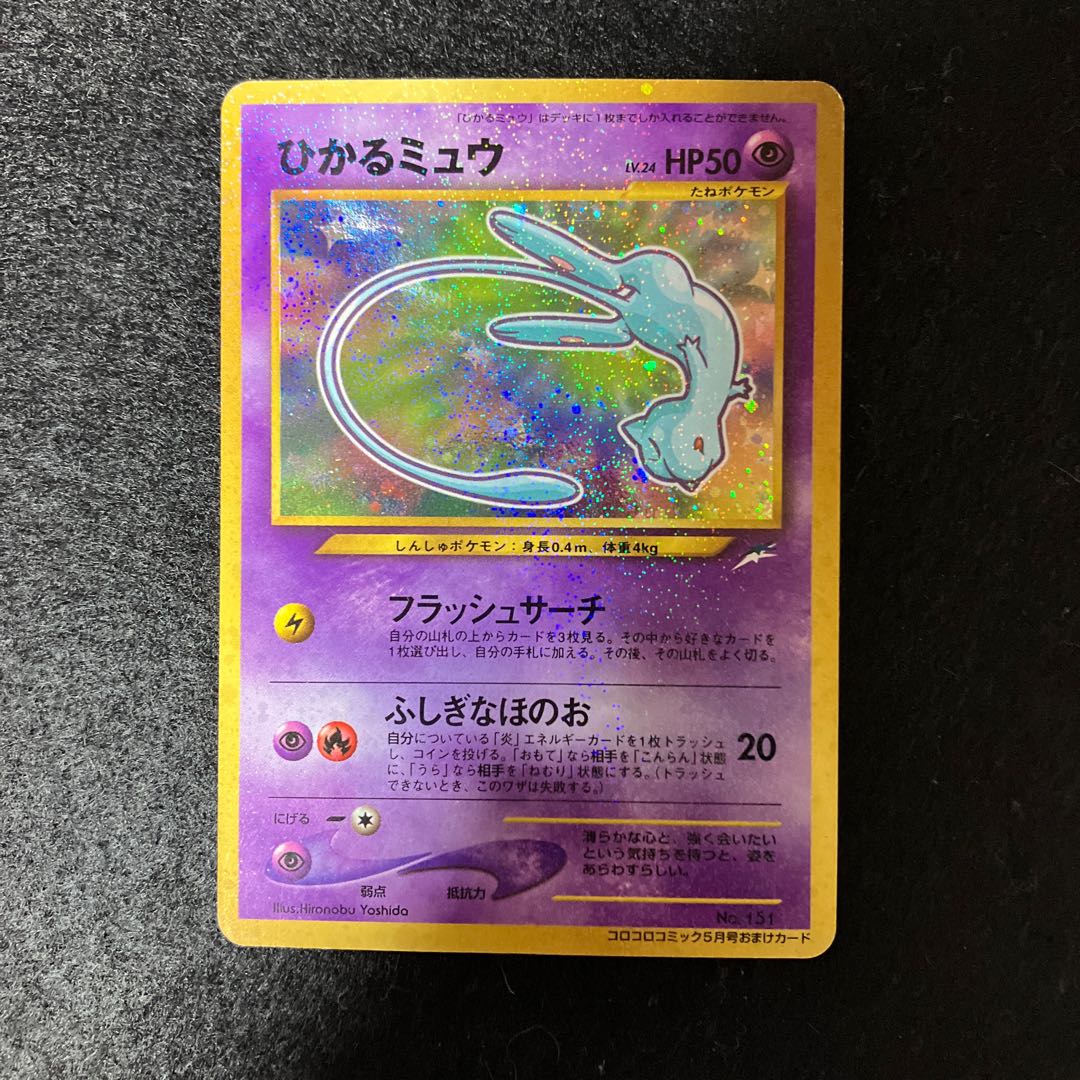 「ひかるミュウ」はデッキに1枚までしか入れることができません。
ひかるミュウ LV.24 HP50
たねポケモン
しんしゅポケモン：身長0.4m、体重4kg
フラッシュサーチ
自分の山札の上からカードを3枚見る。その中から好きなカードを
1枚選び出し、自分の手札に加える。その後、その山札をよく切る。
ふしぎなほのお
自分についている「炎」エネルギーカードを1枚トラッシュ
し、コインを投げる。「おもて」なら相手を「こんらん」状態
に、「うら」なら相手を「ねむり」状態にする。（トラッシュ
できないとき、このワザは失敗する。）
20
にげる
弱点
抵抗力
清らかな心と、強く会いたい
という気持ちを持つと、姿を
あらわすらしい。
Illus.Hironobu Yoshida
No. 151
コロコロコミック5月号おまけカード